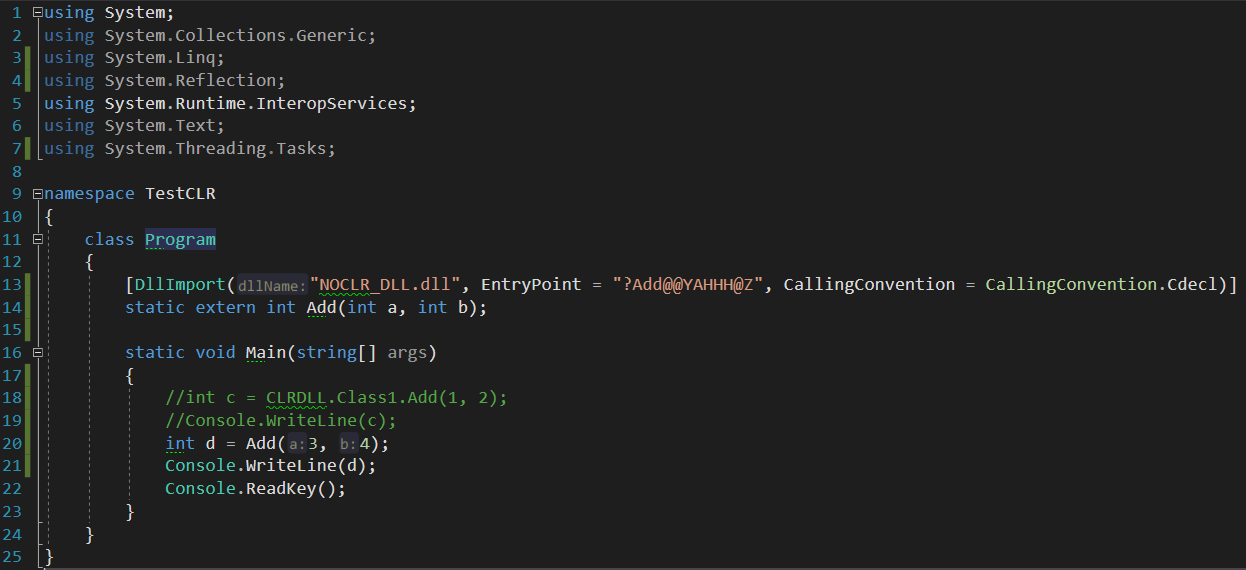 1 using System;
2 using System.Collections.Generic;
3 using System.Linq;
4 using System.Reflection;
5 using System.Runtime.InteropServices;
6 using System.Text;
7 using System.Threading.Tasks;
8
9 namespace TestCLR
10 {
11     class Program
12     {
13         [DllImport(dllName:"NOCLR_DLL.dll", EntryPoint = "?Add@@YAHHH@Z", CallingConvention = CallingConvention.Cdecl)]
14         static extern int Add(int a, int b);
15
16         static void Main(string[] args)
17         {
18             //int c = CLRDLL.Class1.Add(1, 2);
19             //Console.WriteLine(c);
20             int d = Add(a:3, b:4);
21             Console.WriteLine(d);
22             Console.ReadKey();
23         }
24     }
25 }